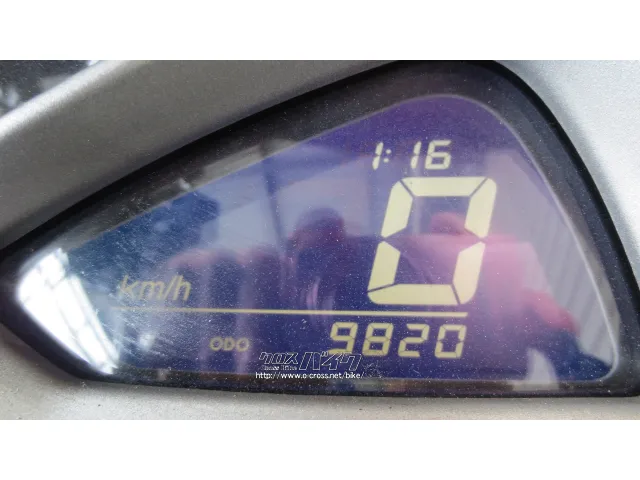 1:16
0
km/h
ODO 9820
クロスバイク
http://www.o-cross.net/bike/